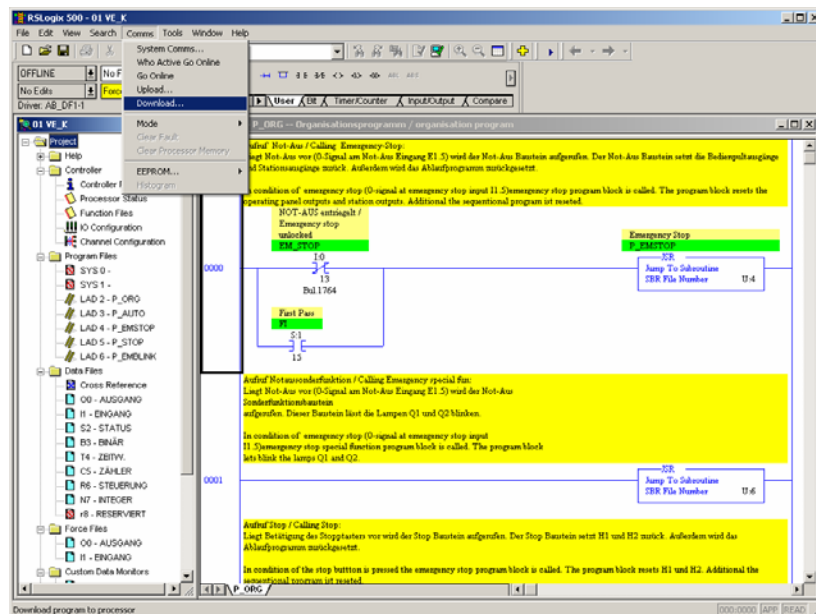 RSLogix 500 - 01 VE_K
File Edit View Search Comms Tools Window Help
System Comms...
Who Active Go Online
Go Online
Upload...
Download...
Mode
Clear Fault
Clear Processor Memory
EEPROM...
Histogram
OFFLINE
No F
No Edits
Force
Driver: AB_DF1-1
User Bit Timer/Counter Input/Output Compare
01 VE_K
Project
Help
Controller
Controller
Processor Status
Function Files
IO Configuration
Channel Configuration
Program Files
SYS 0 -
SYS 1 -
LAD 2 - P_ORG
LAD 3 - P_AUTO
LAD 4 - P_EMSTOP
LAD 5 - P_STOP
LAD 6 - P_EMBLINK
Data Files
Cross Reference
O0 - AUSGANG
I1 - EINGANG
S2 - STATUS
B3 - BINÄR
T4 - ZEITW.
C5 - ZÄHLER
R6 - STEUERUNG
N7 - INTEGER
r8 - RESERVIERT
Force Files
O0 - AUSGANG
I1 - EINGANG
Custom Data Monitors
P_ORG -- Organisationsprogramm / organisation program
Aufruf Not-Aus / Calling Emergency-Stop:
Liegt Not-Aus vor (0-Signal am Not-Aus Eingang E1.5) wird der Not-Aus Baustein aufgerufen. Der Not-Aus Baustein setzt die Bedienpultausgänge
und Stationsausgänge zurück. Außerdem wird das Ablaufprogramm zurückgesetzt.
In condition of emergency stop (0-signal at emergency stop input I1.5)emergency stop program block is called. The program block resets the
operating panel outputs and station outputs. Additional the sequentional program ist reseted.
NOT-AUS entriegelt /
Emergency stop
unlocked
EM_STOP
I:0
13
Bul.1764
First Pass
FI
S:1
15
0000
Emergency Stop
P_EMSTOP
JSR
Jump To Subroutine
SBR File Number U:4
Aufruf Notaussonderfunktion / Calling Emergency special fun:
Liegt Not-Aus vor (0-Signal am Not-Aus Eingang E1.5) wird der Not-Aus
Sonderfunktionsbaustein
aufgerufen. Dieser Baustein lässt die Lampen Q1 und Q2 blinken.
In condition of emergency stop (0-signal at emergency stop input
I1.5)emergency stop special function program block is called. The program block
lets blink the lamps Q1 and Q2.
0001
JSR
Jump To Subroutine
SBR File Number U:6
Aufruf Stop / Calling Stop:
Liegt Betätigung des Stopptasters vor wird der Stop Baustein aufgerufen. Der Stop Baustein setzt H1 und H2 zurück. Außerdem wird das
Ablaufprogramm zurückgesetzt.
In condition of the stop buttton is pressed the emergency stop program block is called. The program block resets H1 und H2. Additional the
sequentional program ist reseted.
P_ORG
Download program to processor
000:0000 APP READ